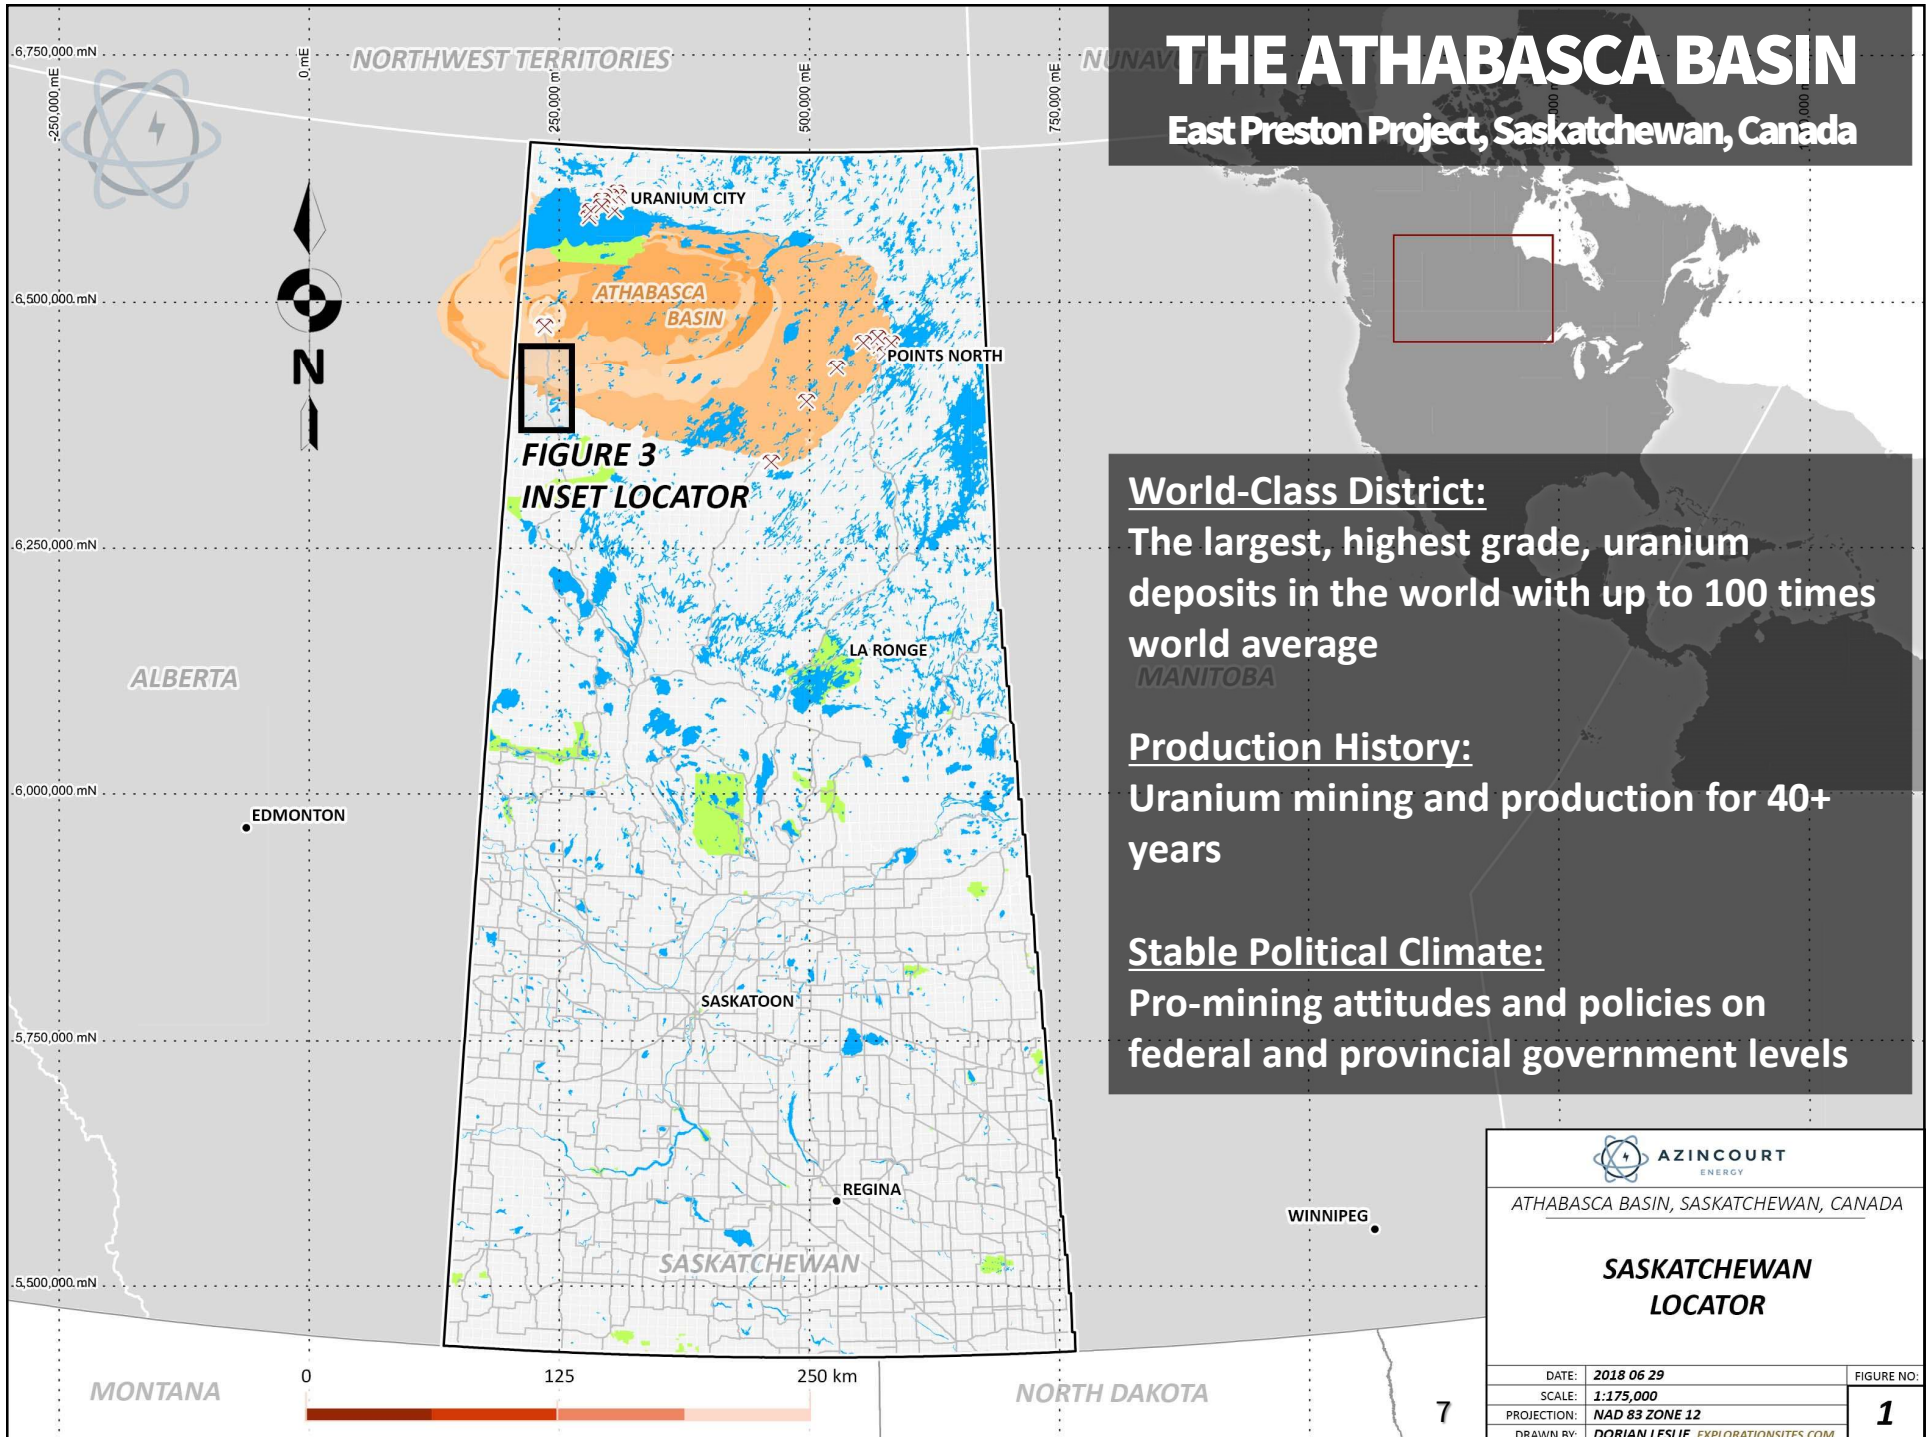 THE ATHABASCA BASIN
East Preston Project, Saskatchewan, Canada
6,750,000 mN
6,500,000 mN
6,250,000 mN
6,000,000 mN
5,750,000 mN
5,500,000 mN
-250,000 mE
0 mE
250,000 mE
500,000 mE
750,000 mE
NORTHWEST TERRITORIES
URANIUM CITY
ATHABASCA
BASIN
POINTS NORTH
N
FIGURE 3
INSET LOCATOR
LA RONGE
ALBERTA
MANITOBA
EDMONTON
SASKATOON
REGINA
WINNIPEG
SASKATCHEWAN
MONTANA
NORTH DAKOTA
0
125
250 km
World-Class District:
The largest, highest grade, uranium
deposits in the world with up to 100 times
world average
Production History:
Uranium mining and production for 40+
years
Stable Political Climate:
Pro-mining attitudes and policies on
federal and provincial government levels
7
AZINCOURT
ENERGY
ATHABASCA BASIN, SASKATCHEWAN, CANADA
SASKATCHEWAN
LOCATOR
DATE: 2018 06 29
SCALE: 1:175,000
PROJECTION: NAD 83 ZONE 12
DRAWN BY: DORIAN LESLIE EXPLORATIONSITES.COM
FIGURE NO:
1